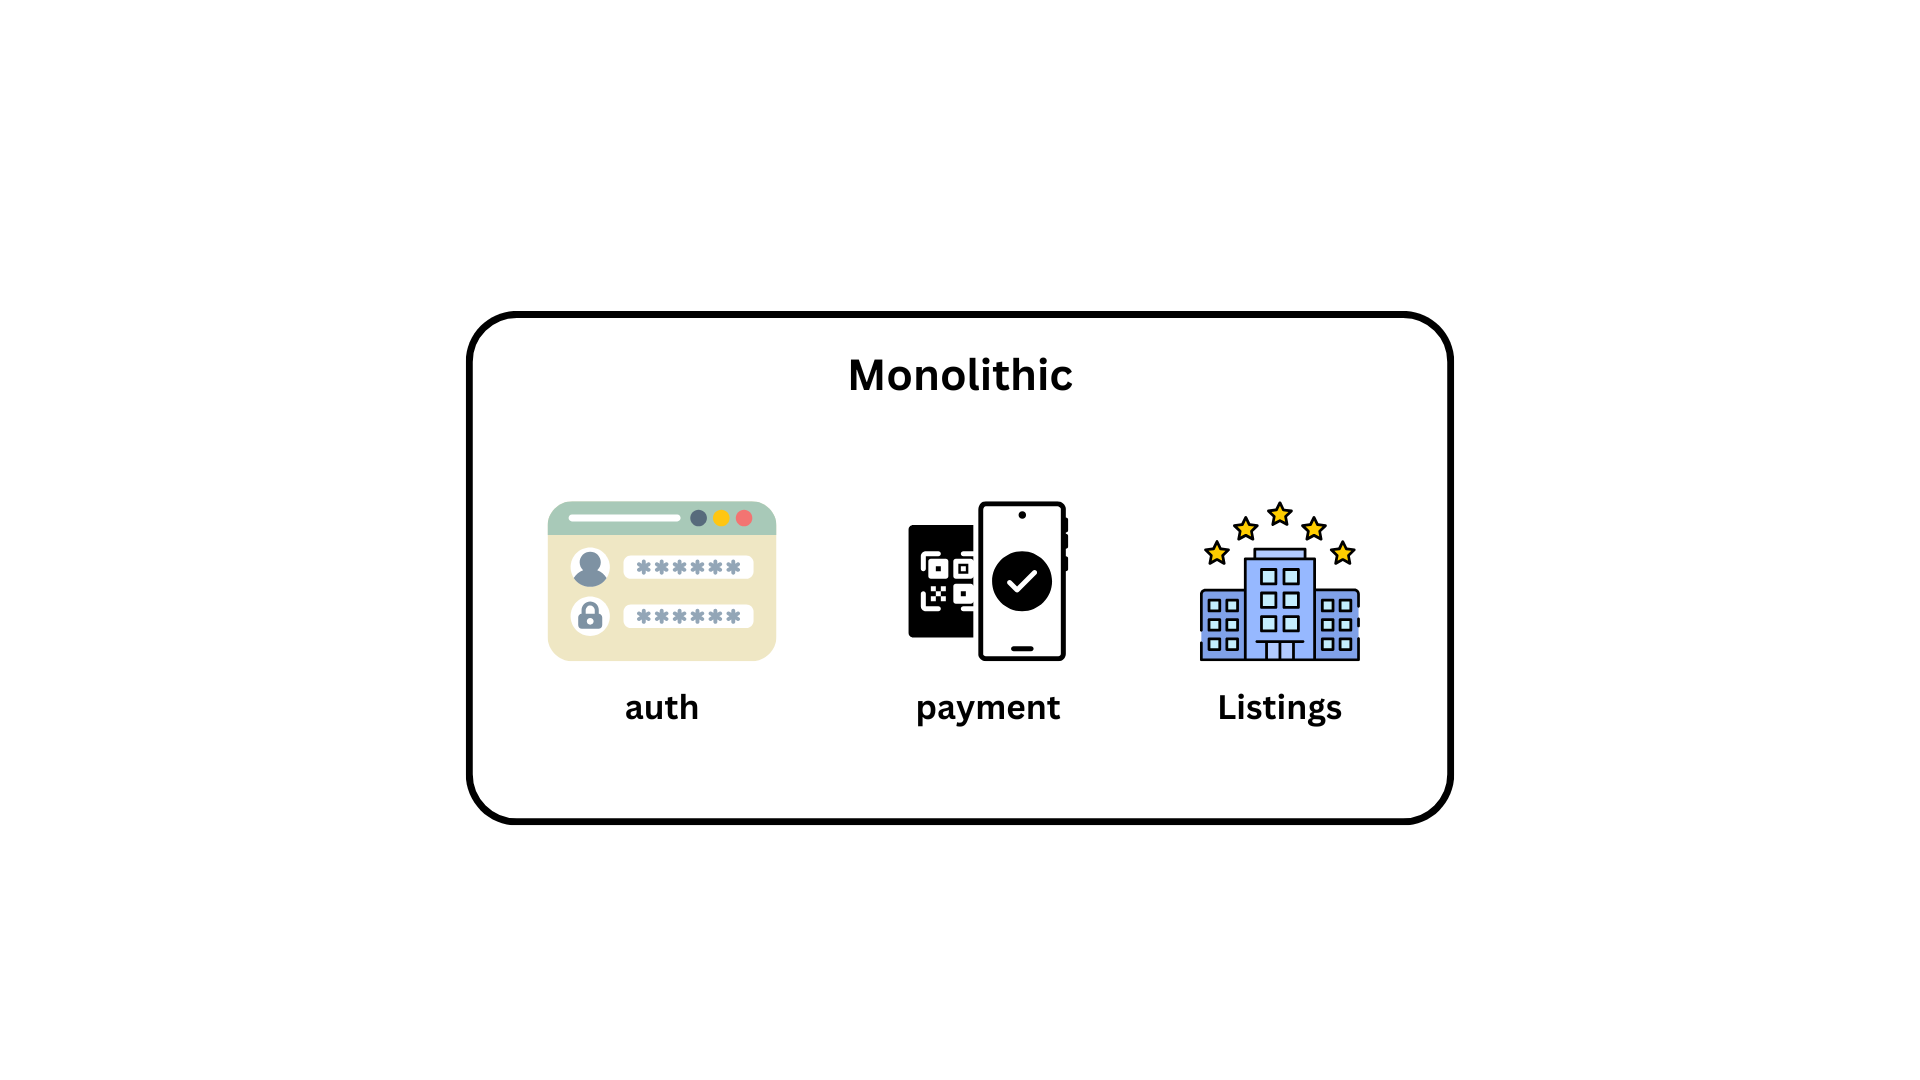 Monolithic
******
******
auth
payment
Listings